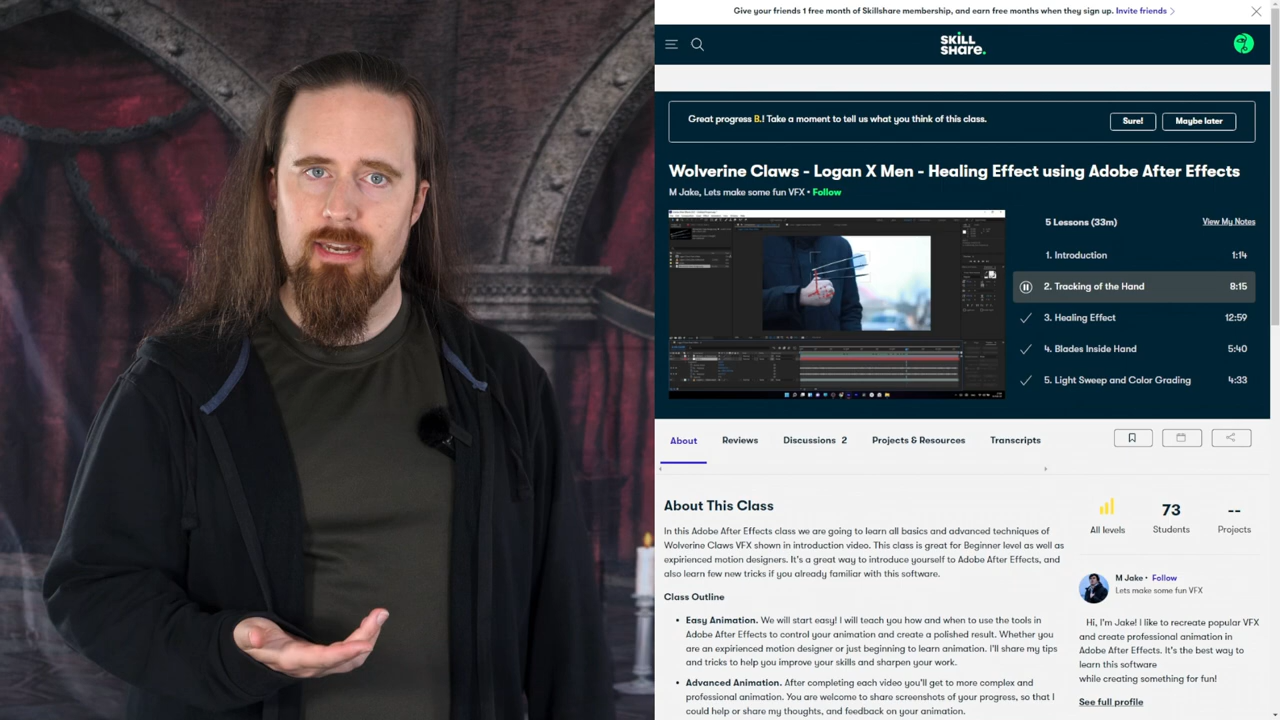 Give your friends 1 free month of Skillshare membership, and earn free months when they sign up. Invite friends
SKILL
SHARE.
Great progress B.! Take a moment to tell us what you think of this class.
Sure!
Maybe later
Wolverine Claws - Logan X Men - Healing Effect using Adobe After Effects
M Jake, Lets make some fun VFX • Follow
5 Lessons (33m)
View My Notes
1. Introduction 1:14
2. Tracking of the Hand 8:15
3. Healing Effect 12:59
4. Blades Inside Hand 5:40
5. Light Sweep and Color Grading 4:33
About Reviews Discussions 2 Projects & Resources Transcripts
About This Class
In this Adobe After Effects class we are going to learn all basics and advanced techniques of
Wolverine Claws VFX shown in introduction video. This class is great for Beginner level as well as
expirienced motion designers. It's a great way to introduce yourself to Adobe After Effects, and
also learn few new tricks if you already familiar with this software.
Class Outline
• Easy Animation. We will start easy! I will teach you how and when to use the tools in
Adobe After Effects to control your animation and create a polished result. Whether you
are an expirienced motion designer or just beginning to learn animation. I'll share my tips
and tricks to help you improve your skills and sharpen your work.
• Advanced Animation. After completing each video you'll get to more complex and
professional animation. You are welcome to share screenshots of your progress, so that I
could help or share my thoughts, and feedback on your animation.
All levels
73
Students
--
Projects
M Jake • Follow
Lets make some fun VFX
Hi, I'm Jake! I like to recreate popular VFX
and create professional animation in
Adobe After Effects. It's the best way to
learn this software
while creating something for fun!
See full profile